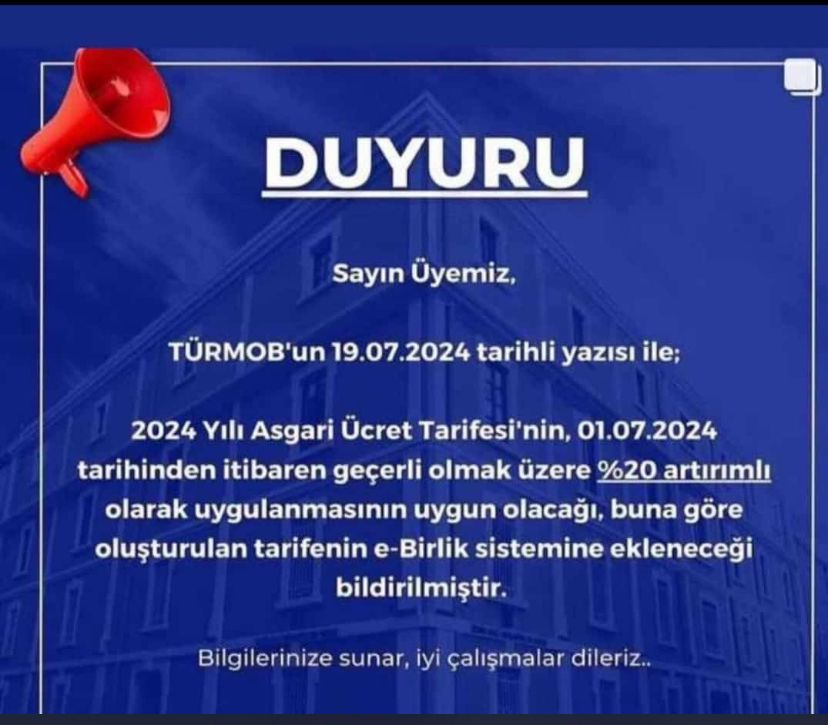 DUYURU
Sayın Üyemiz,
TÜRMOB'un 19.07.2024 tarihli yazısı ile;
2024 Yılı Asgari Ücret Tarifesi'nin, 01.07.2024
tarihinden itibaren geçerli olmak üzere %20 artırımlı
olarak uygulanmasının uygun olacağı, buna göre
oluşturulan tarifenin e-Birlik sistemine ekleneceği
bildirilmiştir.
Bilgilerinize sunar, iyi çalışmalar dileriz..